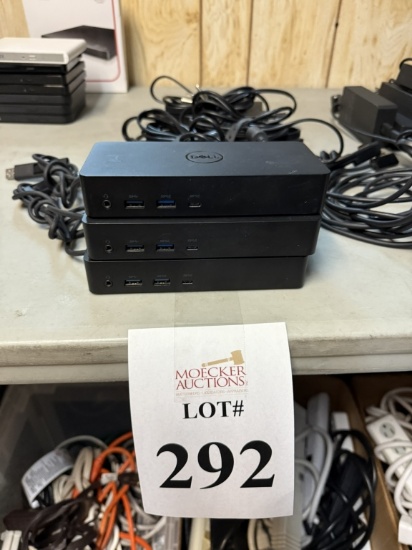 DELL
MOECKER
AUCTIONS
LOT#
292